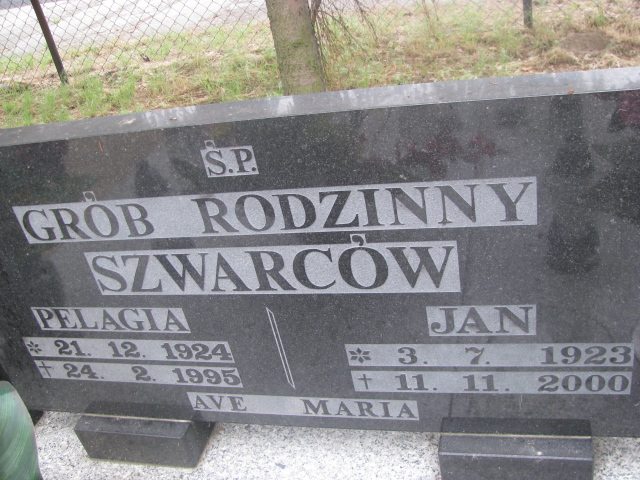 Ś.P.
GRÓB RODZINNY
SZWARCÓW
PELAGIA
* 21. 12. 1924
† 24. 2. 1995
JAN
* 3. 7. 1923
† 11. 11. 2000
AVE MARIA